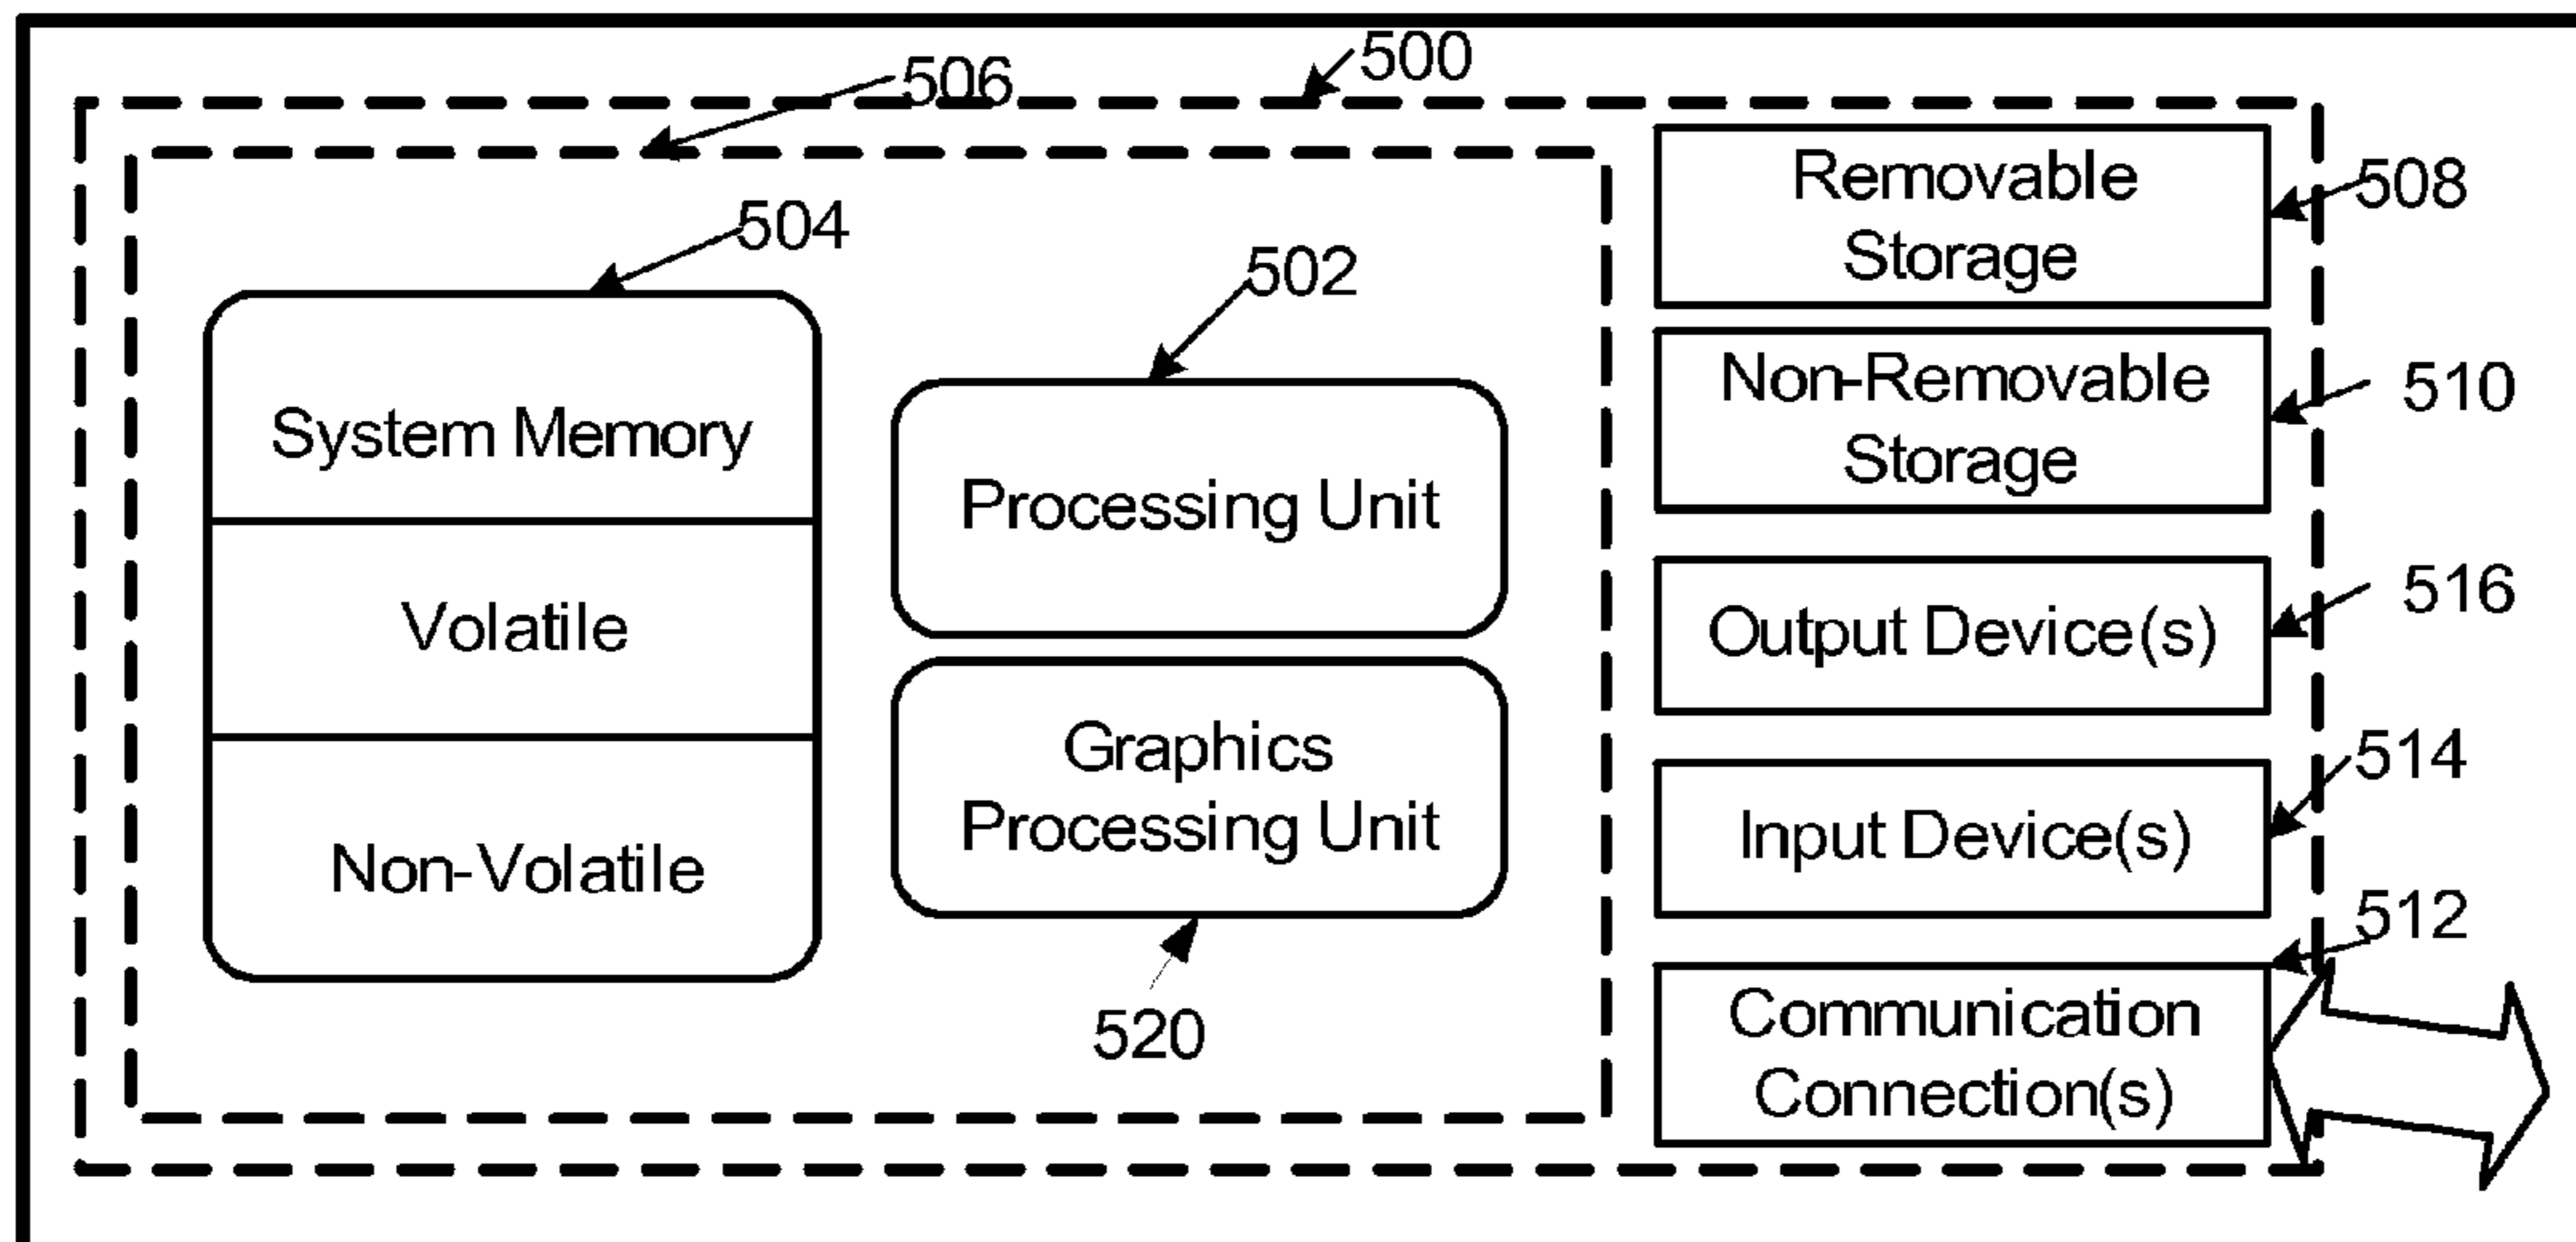 500
506
504
502
System Memory
Volatile
Non-Volatile
Processing Unit
Graphics
Processing Unit
520
Removable
Storage
508
Non-Removable
Storage
510
Output Device(s)
516
Input Device(s)
514
512
Communication
Connection(s)